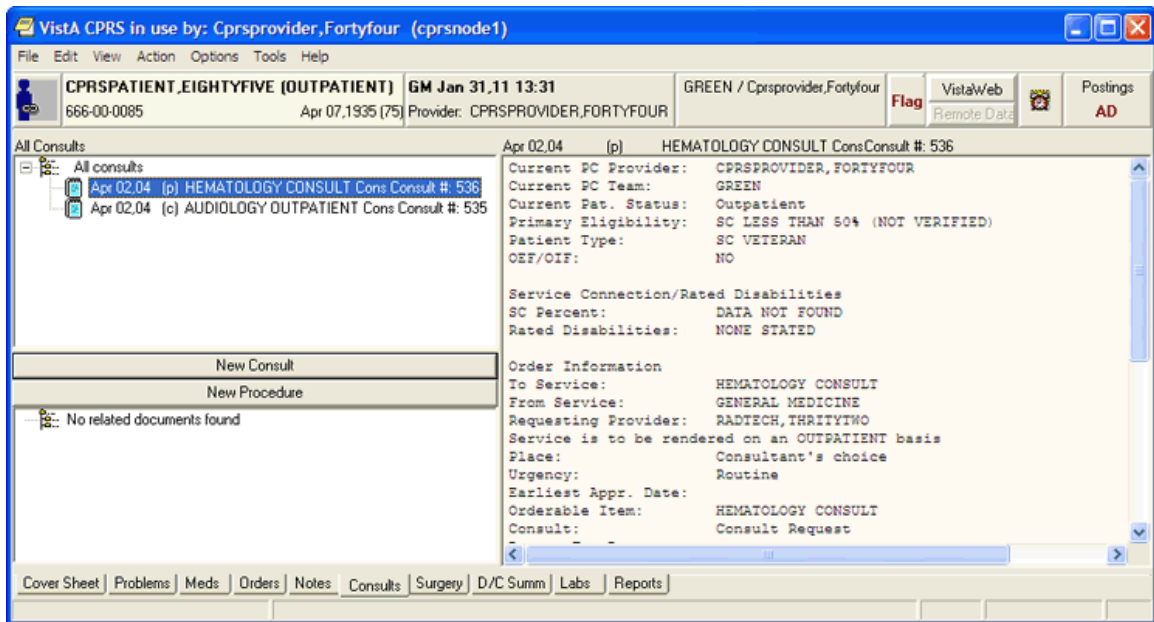 VistA CPRS in use by: Cprsprovider,Fortyfour (cprsnode1)
File Edit View Action Options Tools Help
CPRSPATIENT,EIGHTYFIVE (OUTPATIENT)
666-00-0085 Apr 07,1935 (75)
GM Jan 31,11 13:31
Provider: CPRSPROVIDER,FORTYFOUR
GREEN / Cprsprovider,Fortyfour
Flag
VistaWeb
Remote Data
Postings
AD
All Consults
All consults
Apr 02,04 (p) HEMATOLOGY CONSULT Cons Consult #: 536
Apr 02,04 (c) AUDIOLOGY OUTPATIENT Cons Consult #: 535
New Consult
New Procedure
No related documents found
Apr 02,04 (p) HEMATOLOGY CONSULT ConsConsult #: 536
Current PC Provider: CPRSPROVIDER,FORTYFOUR
Current PC Team: GREEN
Current Pat. Status: Outpatient
Primary Eligibility: SC LESS THAN 50% (NOT VERIFIED)
Patient Type: SC VETERAN
OEF/OIF: NO
Service Connection/Rated Disabilities
SC Percent: DATA NOT FOUND
Rated Disabilities: NONE STATED
Order Information
To Service: HEMATOLOGY CONSULT
From Service: GENERAL MEDICINE
Requesting Provider: RADTECH,THRITYTWO
Service is to be rendered on an OUTPATIENT basis
Place: Consultant's choice
Urgency: Routine
Earliest Appr. Date:
Orderable Item: HEMATOLOGY CONSULT
Consult: Consult Request
Cover Sheet Problems Meds Orders Notes Consults Surgery D/C Summ Labs Reports